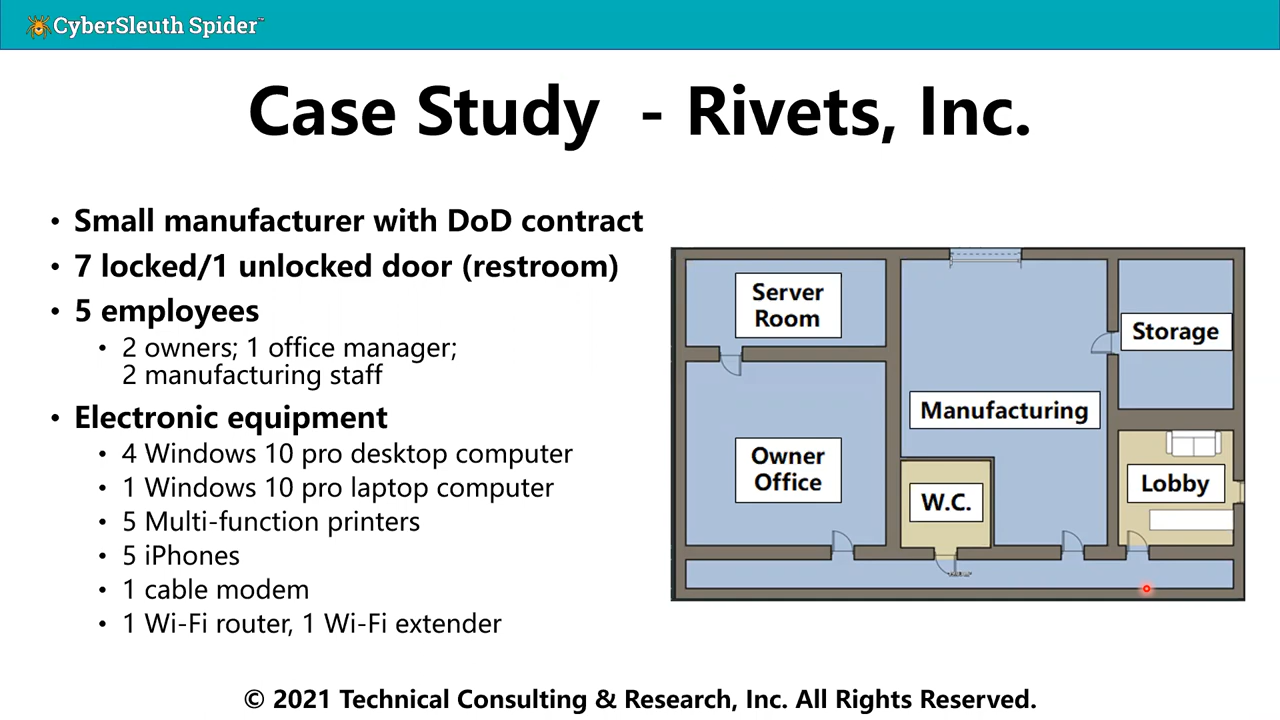 CyberSleuth Spider™
Case Study - Rivets, Inc.
• Small manufacturer with DoD contract
• 7 locked/1 unlocked door (restroom)
• 5 employees
• 2 owners; 1 office manager;
2 manufacturing staff
• Electronic equipment
• 4 Windows 10 pro desktop computer
• 1 Windows 10 pro laptop computer
• 5 Multi-function printers
• 5 iPhones
• 1 cable modem
• 1 Wi-Fi router, 1 Wi-Fi extender
Server
Room
Storage
Manufacturing
Owner
Office
W.C.
Lobby
© 2021 Technical Consulting & Research, Inc. All Rights Reserved.